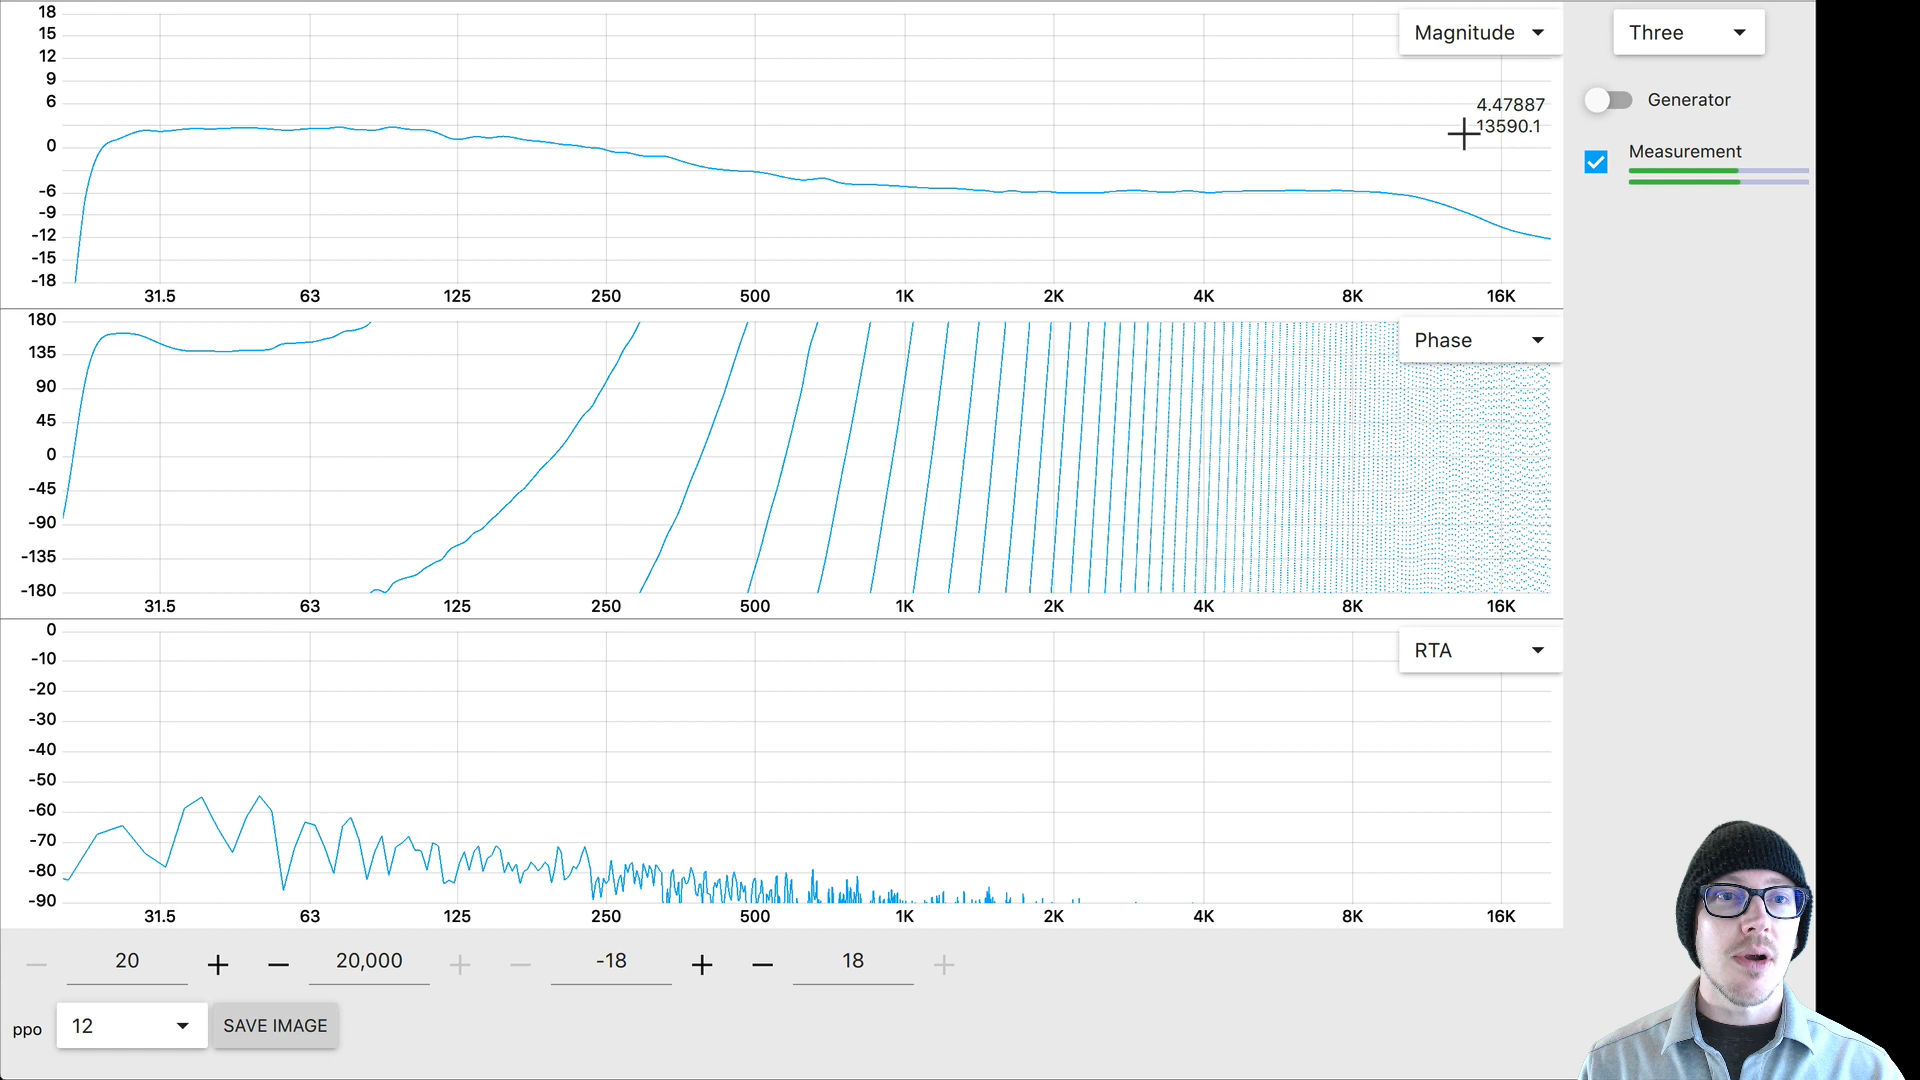 18
15
12
9
6
0
-6
-9
-12
-15
-18
31.5 63 125 250 500 1K 2K 4K 8K 16K
Magnitude
4.47887
13590.1
180
135
90
45
0
-45
-90
-135
-180
31.5 63 125 250 500 1K 2K 4K 8K 16K
Phase
0
-10
-20
-30
-40
-50
-60
-70
-80
-90
31.5 63 125 250 500 1K 2K 4K 8K 16K
RTA
Three
Generator
Measurement
− 20 + − 20,000 + − -18 + − 18 +
ppo 12 SAVE IMAGE